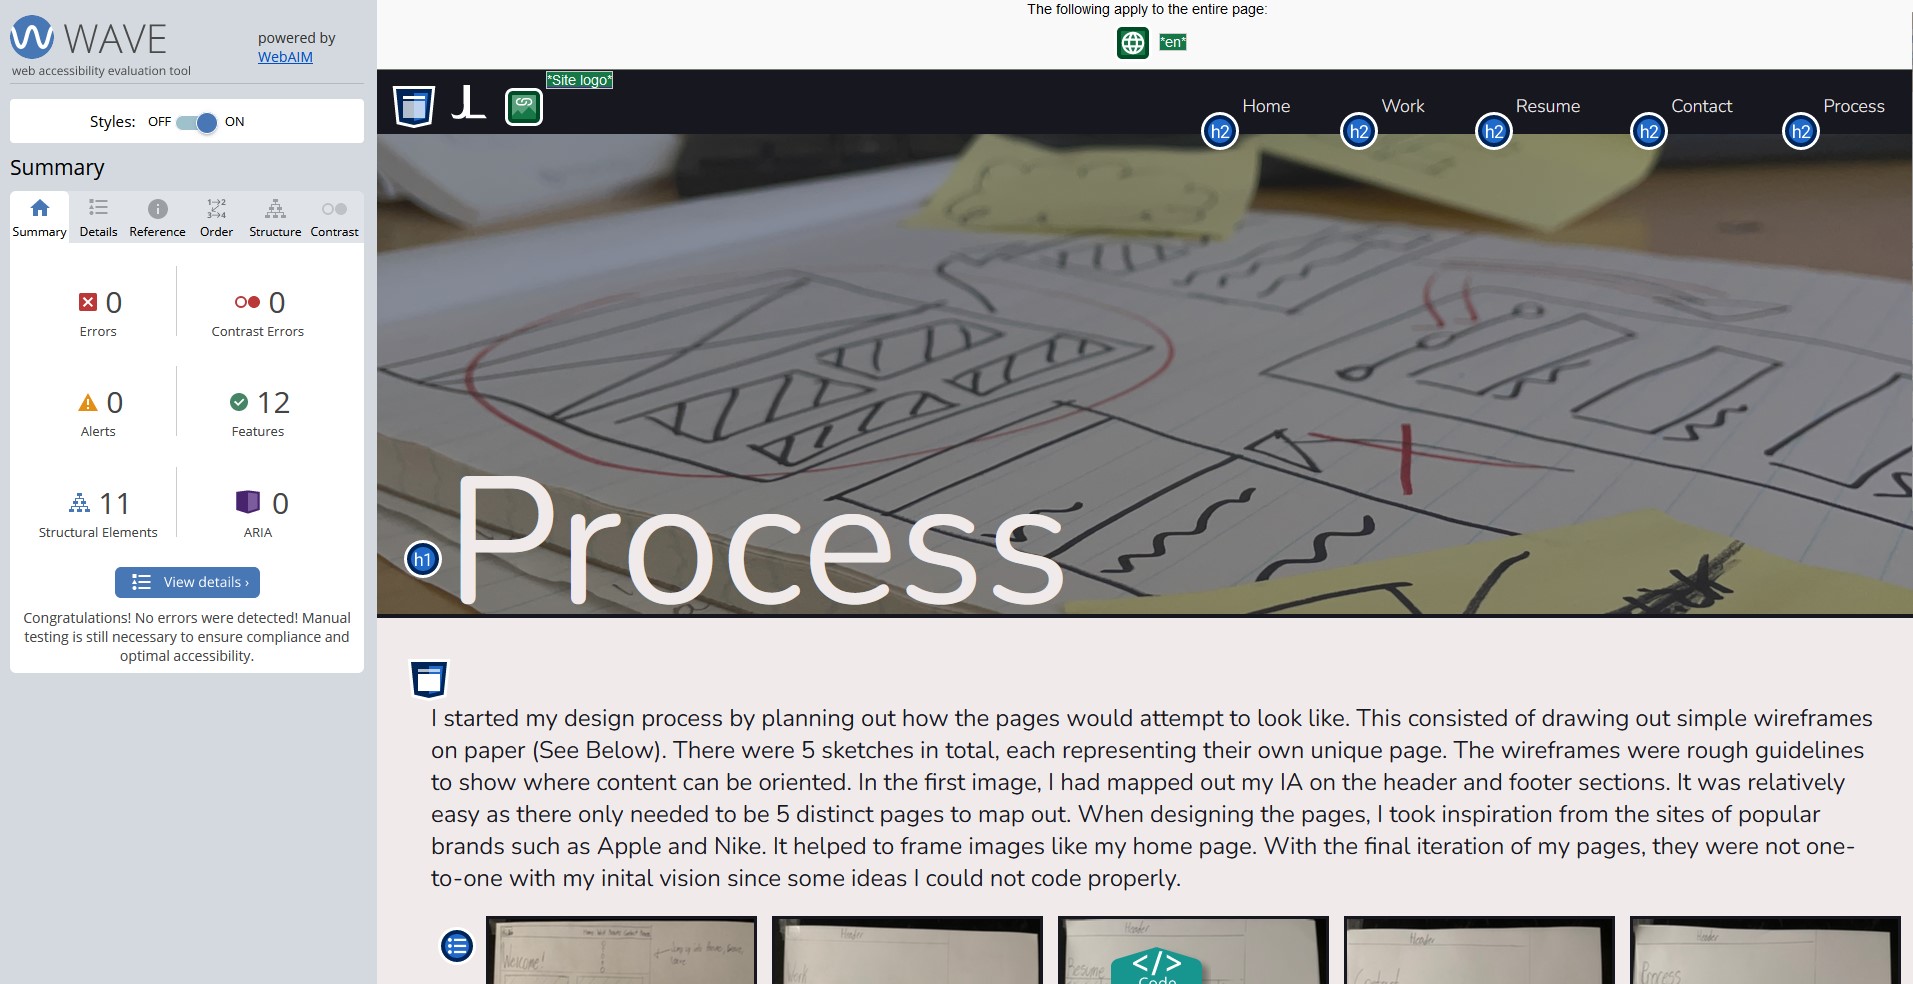 WAVE
web accessibility evaluation tool
powered by
WebAIM
Styles: OFF ON
Summary
Summary Details Reference Order Structure Contrast
0
Errors
0
Contrast Errors
0
Alerts
12
Features
11
Structural Elements
0
ARIA
View details ›
Congratulations! No errors were detected! Manual
testing is still necessary to ensure compliance and
optimal accessibility.
The following apply to the entire page:
*en*
JL
*Site logo*
Home Work Resume Contact Process
h2 h2 h2 h2 h2
h1 Process
I started my design process by planning out how the pages would attempt to look like. This consisted of drawing out simple wireframes
on paper (See Below). There were 5 sketches in total, each representing their own unique page. The wireframes were rough guidelines
to show where content can be oriented. In the first image, I had mapped out my IA on the header and footer sections. It was relatively
easy as there only needed to be 5 distinct pages to map out. When designing the pages, I took inspiration from the sites of popular
brands such as Apple and Nike. It helped to frame images like my home page. With the final iteration of my pages, they were not one-
to-one with my inital vision since some ideas I could not code properly.
Welcome!
Header
Work
Header
Resume
</>
Code
Header
Contact
Header
Process